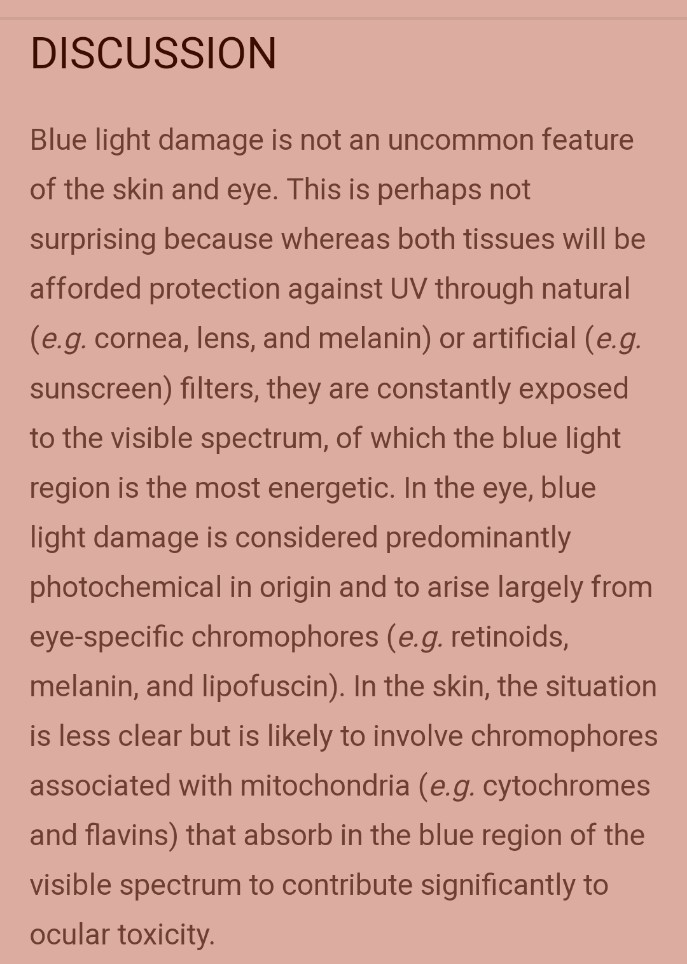 DISCUSSION
Blue light damage is not an uncommon feature
of the skin and eye. This is perhaps not
surprising because whereas both tissues will be
afforded protection against UV through natural
(e.g. cornea, lens, and melanin) or artificial (e.g.
sunscreen) filters, they are constantly exposed
to the visible spectrum, of which the blue light
region is the most energetic. In the eye, blue
light damage is considered predominantly
photochemical in origin and to arise largely from
eye-specific chromophores (e.g. retinoids,
melanin, and lipofuscin). In the skin, the situation
is less clear but is likely to involve chromophores
associated with mitochondria (e.g. cytochromes
and flavins) that absorb in the blue region of the
visible spectrum to contribute significantly to
ocular toxicity.